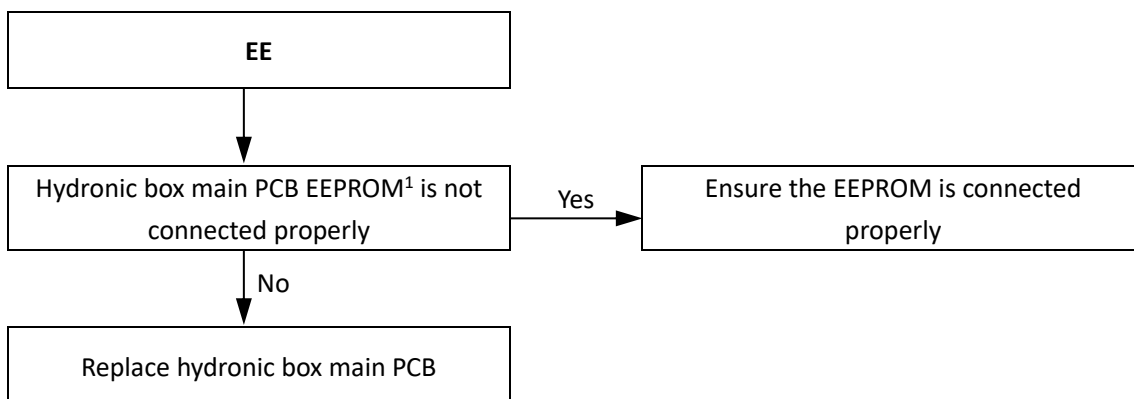 EE
Hydronic box main PCB EEPROM¹ is not
connected properly
Yes
Ensure the EEPROM is connected
properly
No
Replace hydronic box main PCB